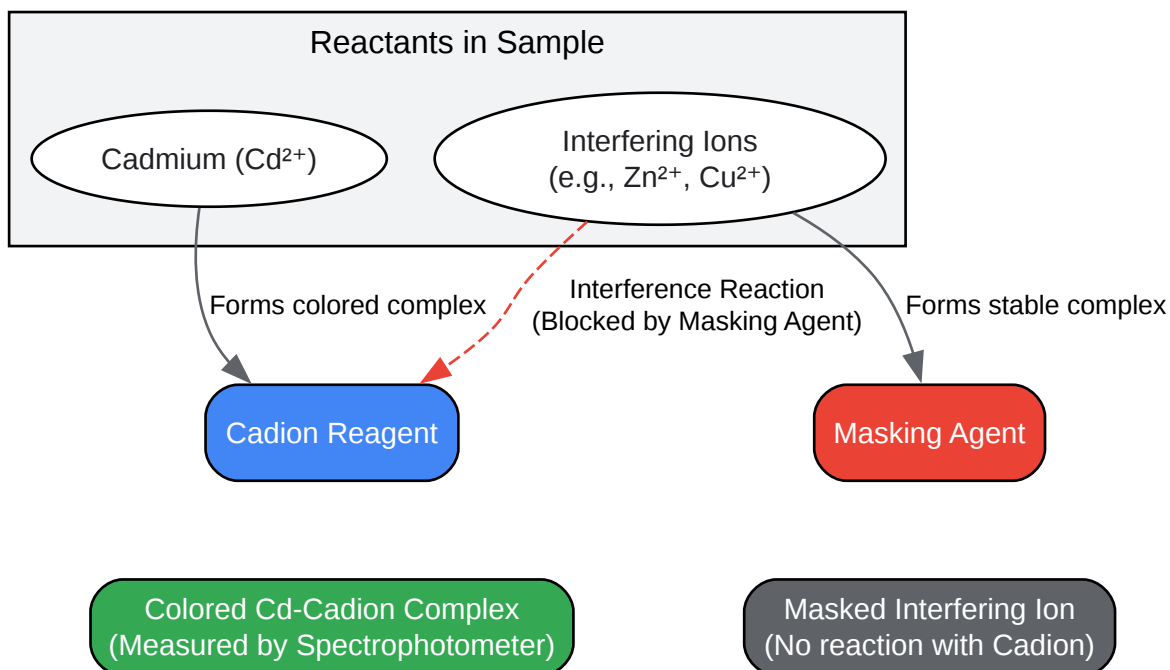 Reactants in Sample
Cadmium (Cd²⁺)
Interfering Ions
(e.g., Zn²⁺, Cu²⁺)
Forms colored complex
Interference Reaction
(Blocked by Masking Agent)
Forms stable complex
Cadion Reagent
Masking Agent
Colored Cd-Cadion Complex
(Measured by Spectrophotometer)
Masked Interfering Ion
(No reaction with Cadion)